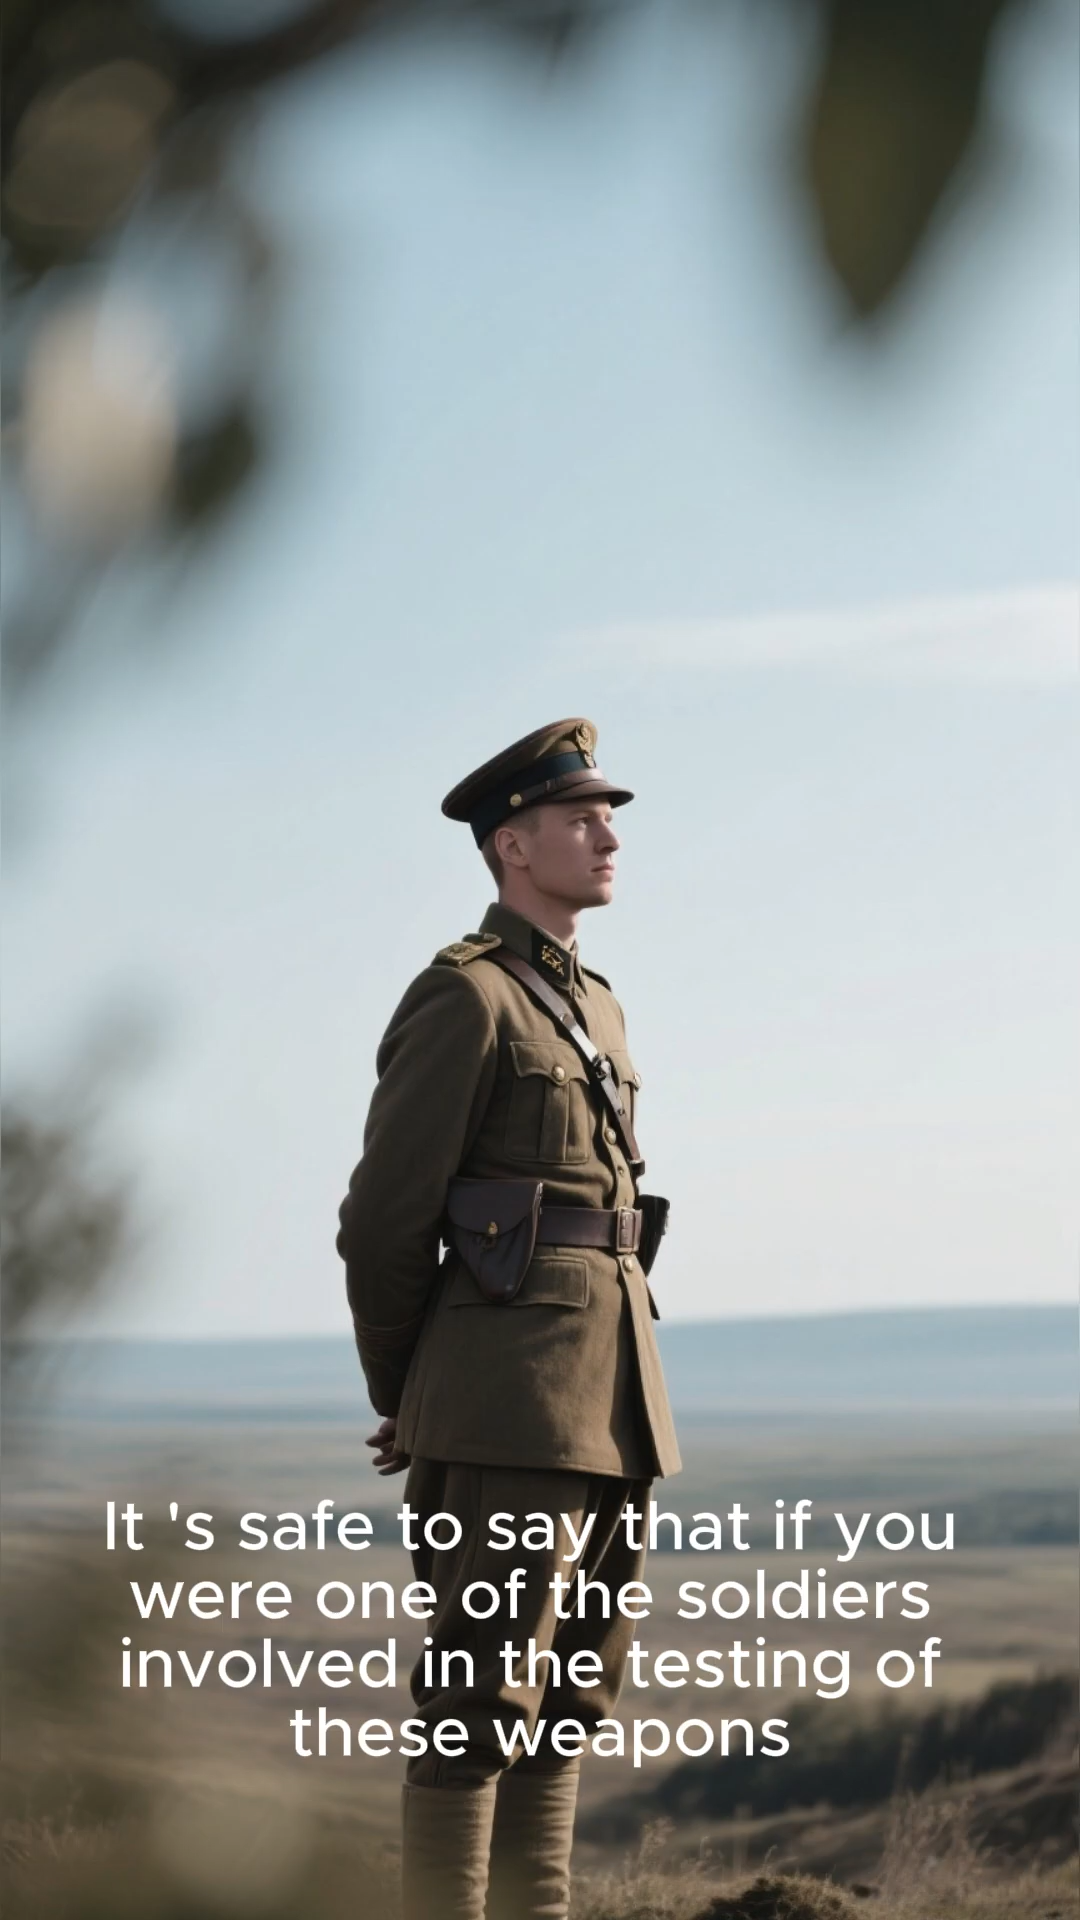 It 's safe to say that if you
were one of the soldiers
involved in the testing of
these weapons